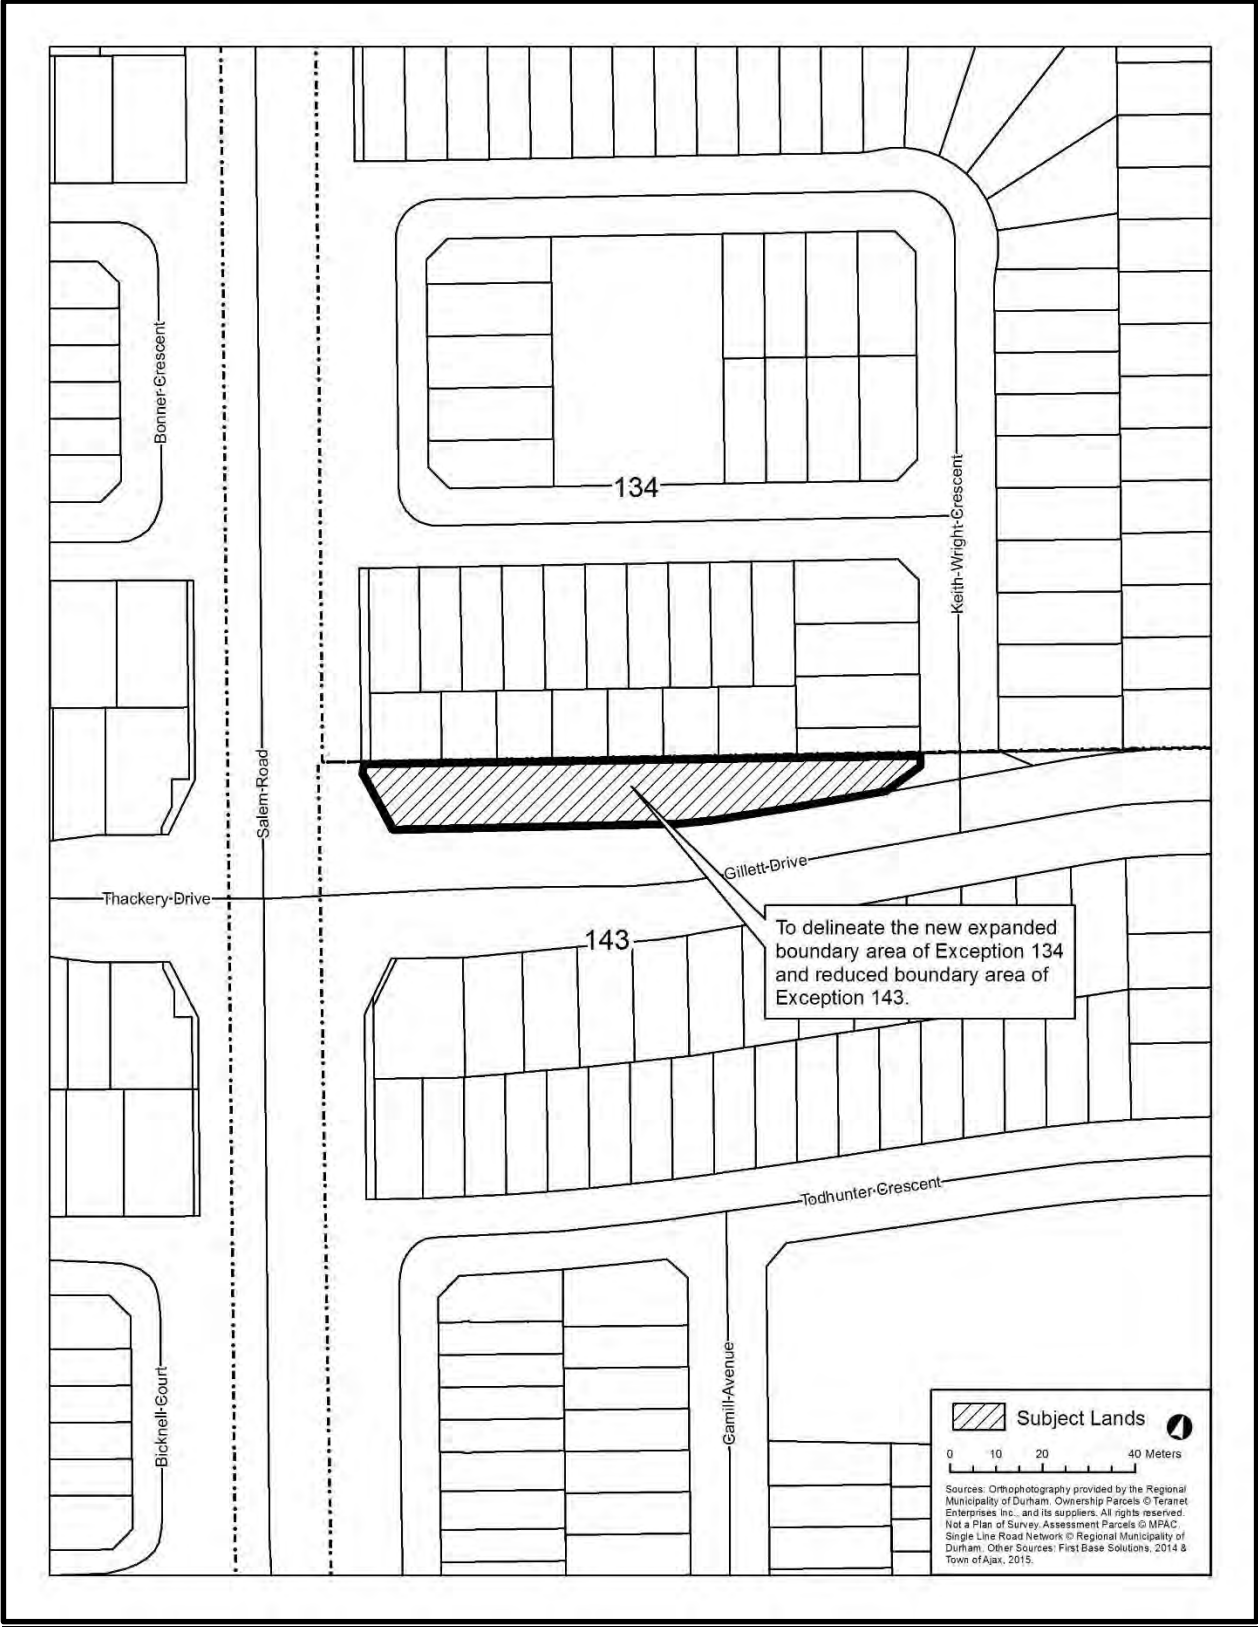 Bonner Crescent
134
Keith Wright Crescent
Salem Road
Gillett Drive
Thackery Drive
To delineate the new expanded
boundary area of Exception 134
and reduced boundary area of
Exception 143.
143
Todhunter Crescent
Camill Avenue
Bicknell Court
Subject Lands
0 10 20 40 Meters
Sources: Orthophotography provided by the Regional
Municipality of Durham. Ownership Parcels © Teranet
Enterprises Inc., and its suppliers. All rights reserved.
Not a Plan of Survey. Assessment Parcels © MPAC.
Single Line Road Network © Regional Municipality of
Durham. Other Sources: First Base Solutions, 2014 &
Town of Ajax, 2015.